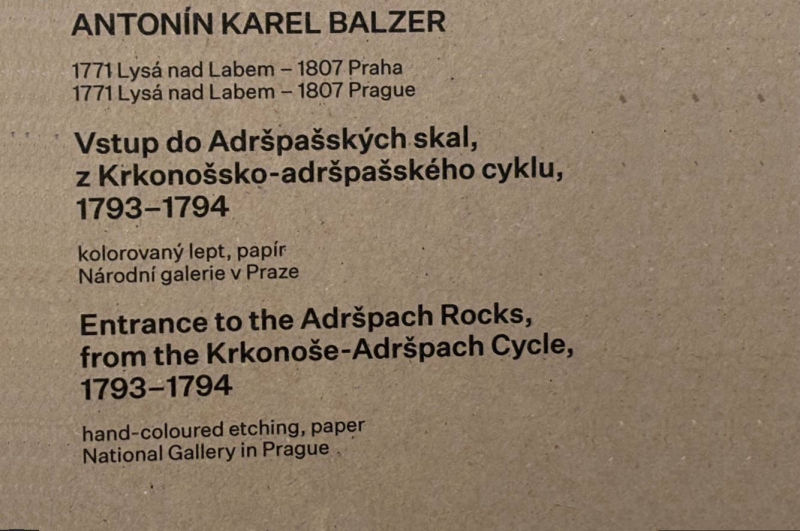 ANTONÍN KAREL BALZER
1771 Lysá nad Labem – 1807 Praha
1771 Lysá nad Labem – 1807 Prague
Vstup do Adršpašských skal,
z Krkonošsko-adršpašského cyklu,
1793–1794
kolorovaný lept, papír
Národní galerie v Praze
Entrance to the Adršpach Rocks,
from the Krkonoše-Adršpach Cycle,
1793–1794
hand-coloured etching, paper
National Gallery in Prague